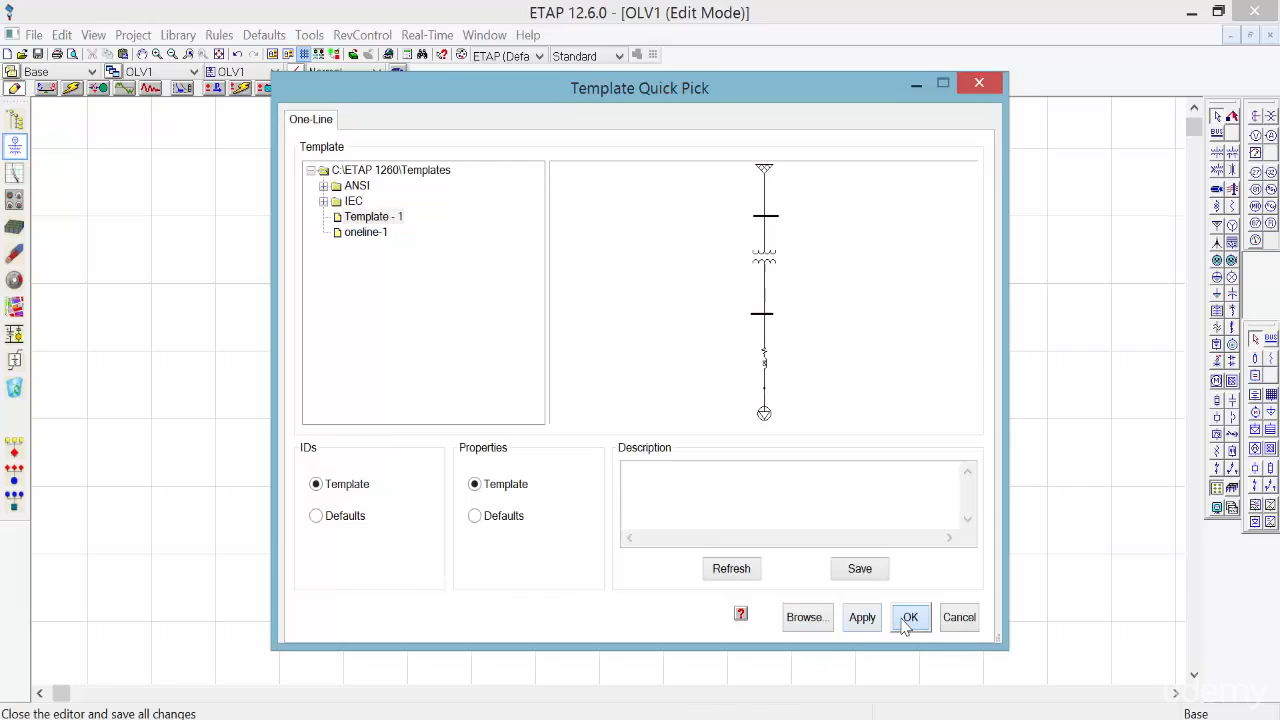 ETAP 12.6.0 - [OLV1 (Edit Mode)]
File Edit View Project Library Rules Defaults Tools RevControl Real-Time Window Help
ETAP (Defa Standard
Base OLV1 OLV1
Template Quick Pick
One-Line
Template
C:\ETAP 1260\Templates
ANSI
IEC
Template - 1
oneline-1
IDs Properties Description
Template Template
Defaults Defaults
Refresh Save
? Browse... Apply OK Cancel
BUS
BUS
udemy
Close the editor and save all changes Base